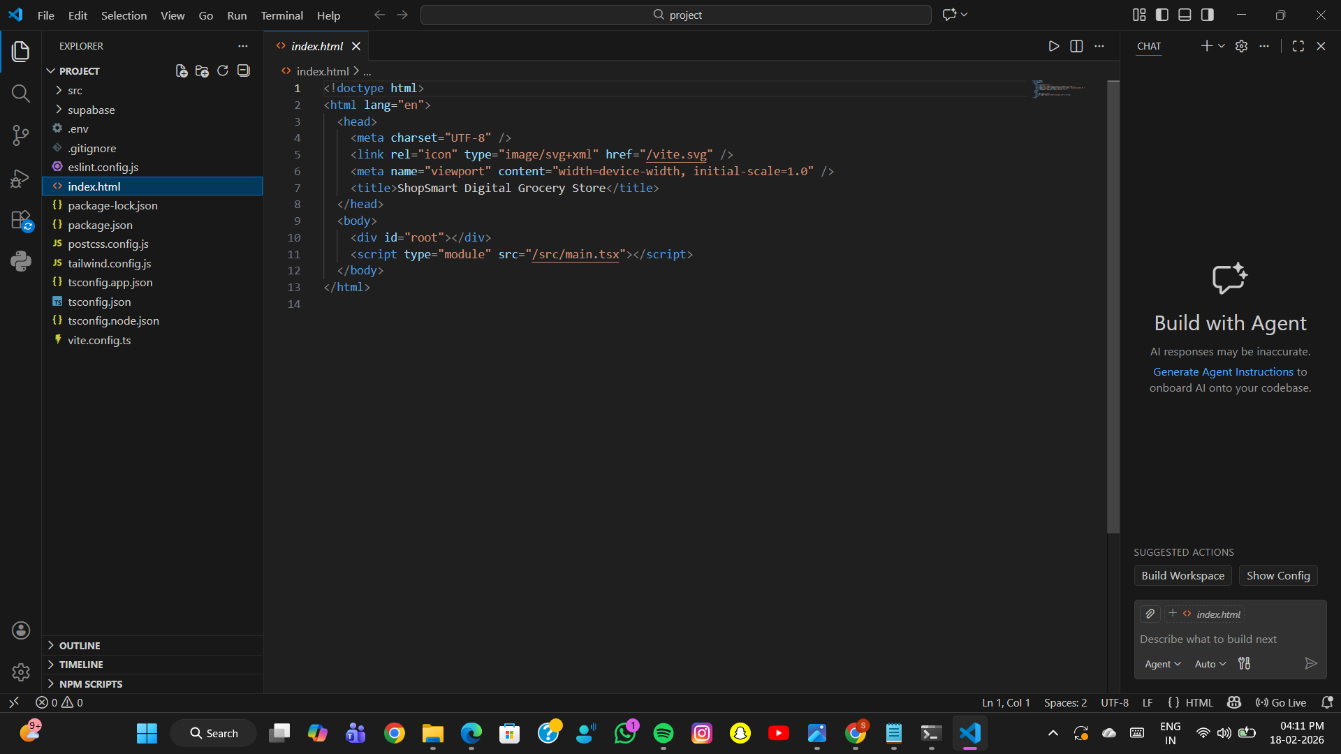 File Edit Selection View Go Run Terminal Help
project
EXPLORER
PROJECT
src
supabase
.env
.gitignore
eslint.config.js
index.html
package-lock.json
package.json
postcss.config.js
tailwind.config.js
tsconfig.app.json
tsconfig.json
tsconfig.node.json
vite.config.ts
OUTLINE
TIMELINE
NPM SCRIPTS
index.html
index.html > ...
1 <!doctype html>
2 <html lang="en">
3 <head>
4 <meta charset="UTF-8" />
5 <link rel="icon" type="image/svg+xml" href="/vite.svg" />
6 <meta name="viewport" content="width=device-width, initial-scale=1.0" />
7 <title>ShopSmart Digital Grocery Store</title>
8 </head>
9 <body>
10 <div id="root"></div>
11 <script type="module" src="/src/main.tsx"></script>
12 </body>
13 </html>
14
CHAT
Build with Agent
AI responses may be inaccurate.
Generate Agent Instructions to
onboard AI onto your codebase.
SUGGESTED ACTIONS
Build Workspace Show Config
index.html
Describe what to build next
Agent Auto
0 0
Ln 1, Col 1 Spaces: 2 UTF-8 LF {} HTML Go Live
9+
Search
1
S
ENG
IN
04:11 PM
18-02-2026